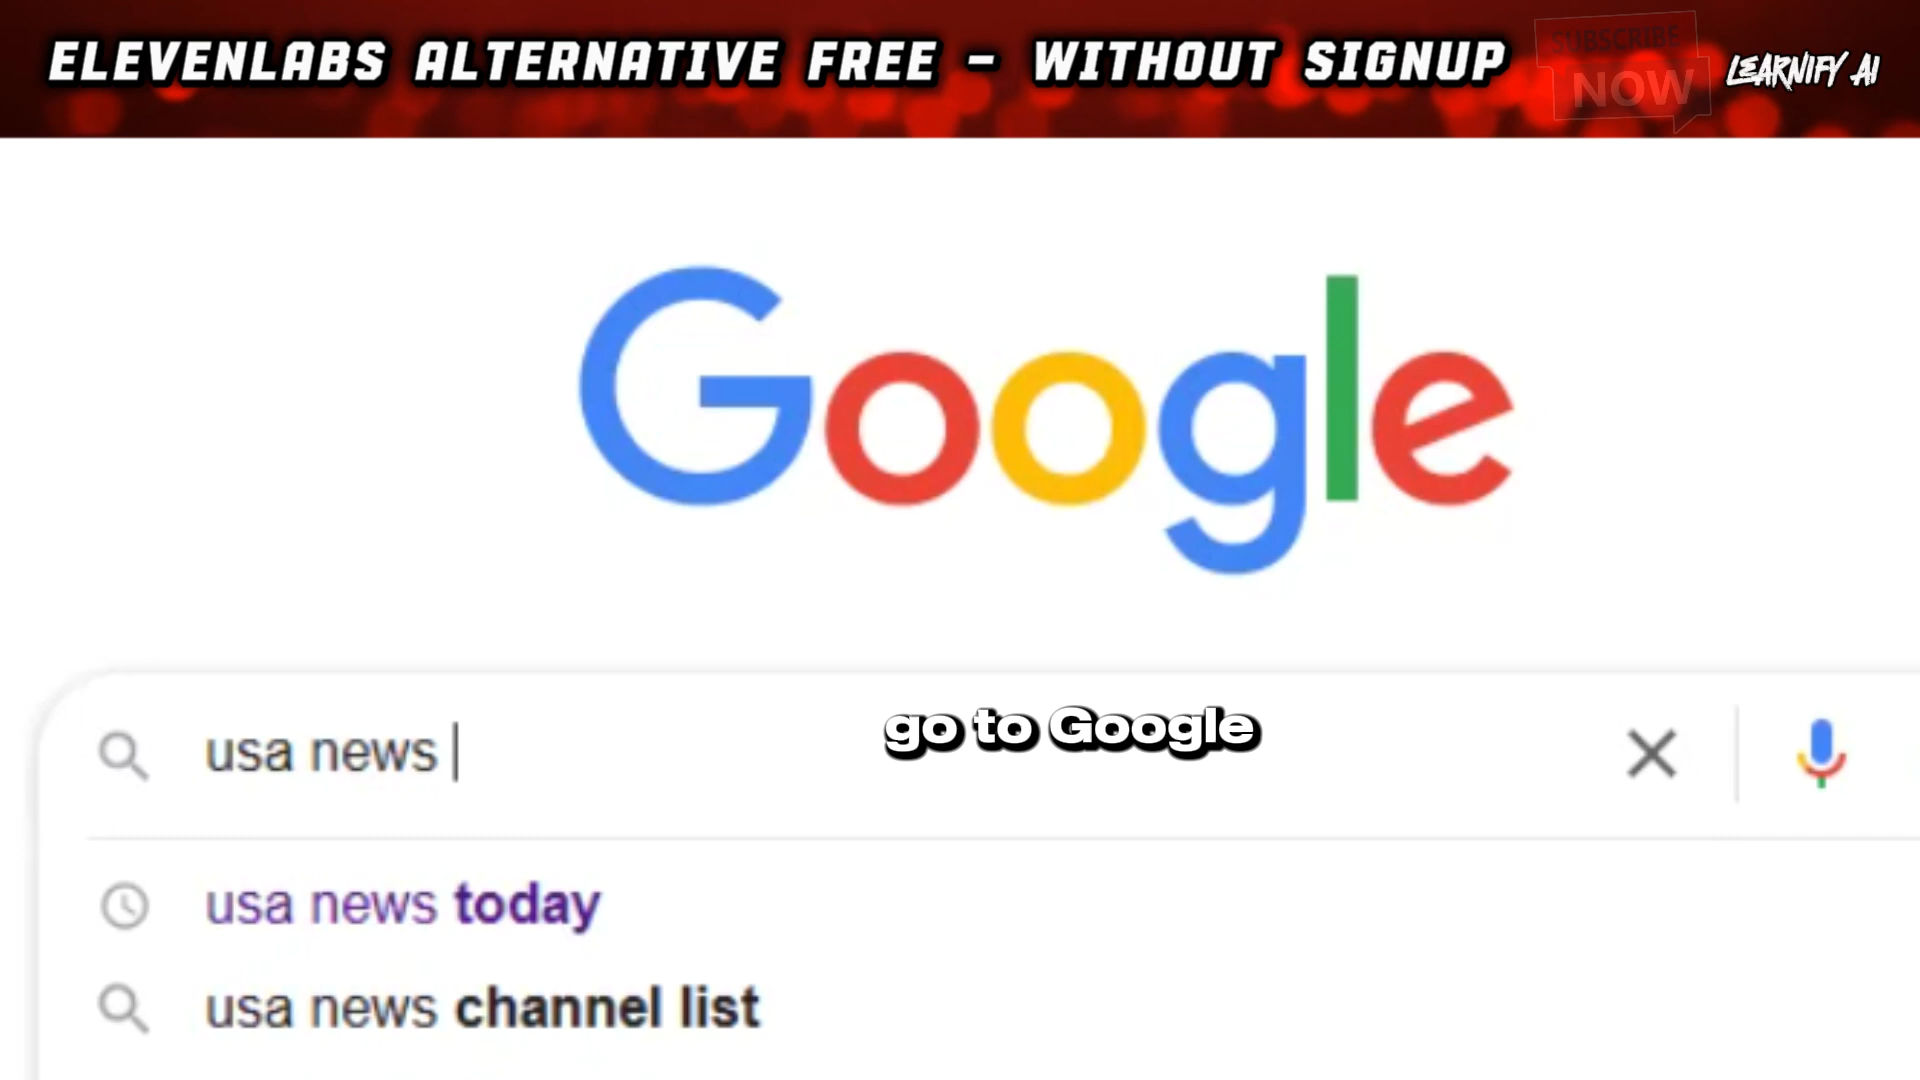 ELEVENLABS ALTERNATIVE FREE - WITHOUT SIGNUP
SUBSCRIBE
NOW
LEARNIFY AI
Google
usa news
go to Google
usa news today
usa news channel list